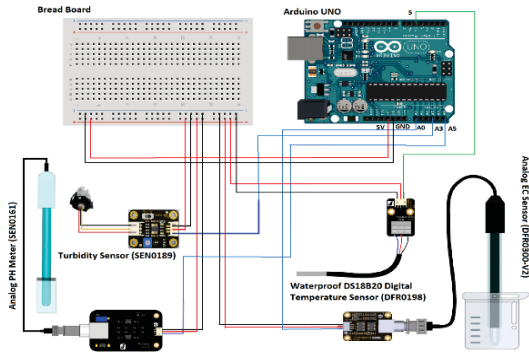 Bread Board
Arduino UNO
5
UNO
5V
GND
A0
A3
A5
Analog PH Meter (SEN0161)
Turbidity Sensor (SEN0189)
Waterproof DS18B20 Digital
Temperature Sensor (DFR0198)
Analog EC Sensor (DFR0300-V2)